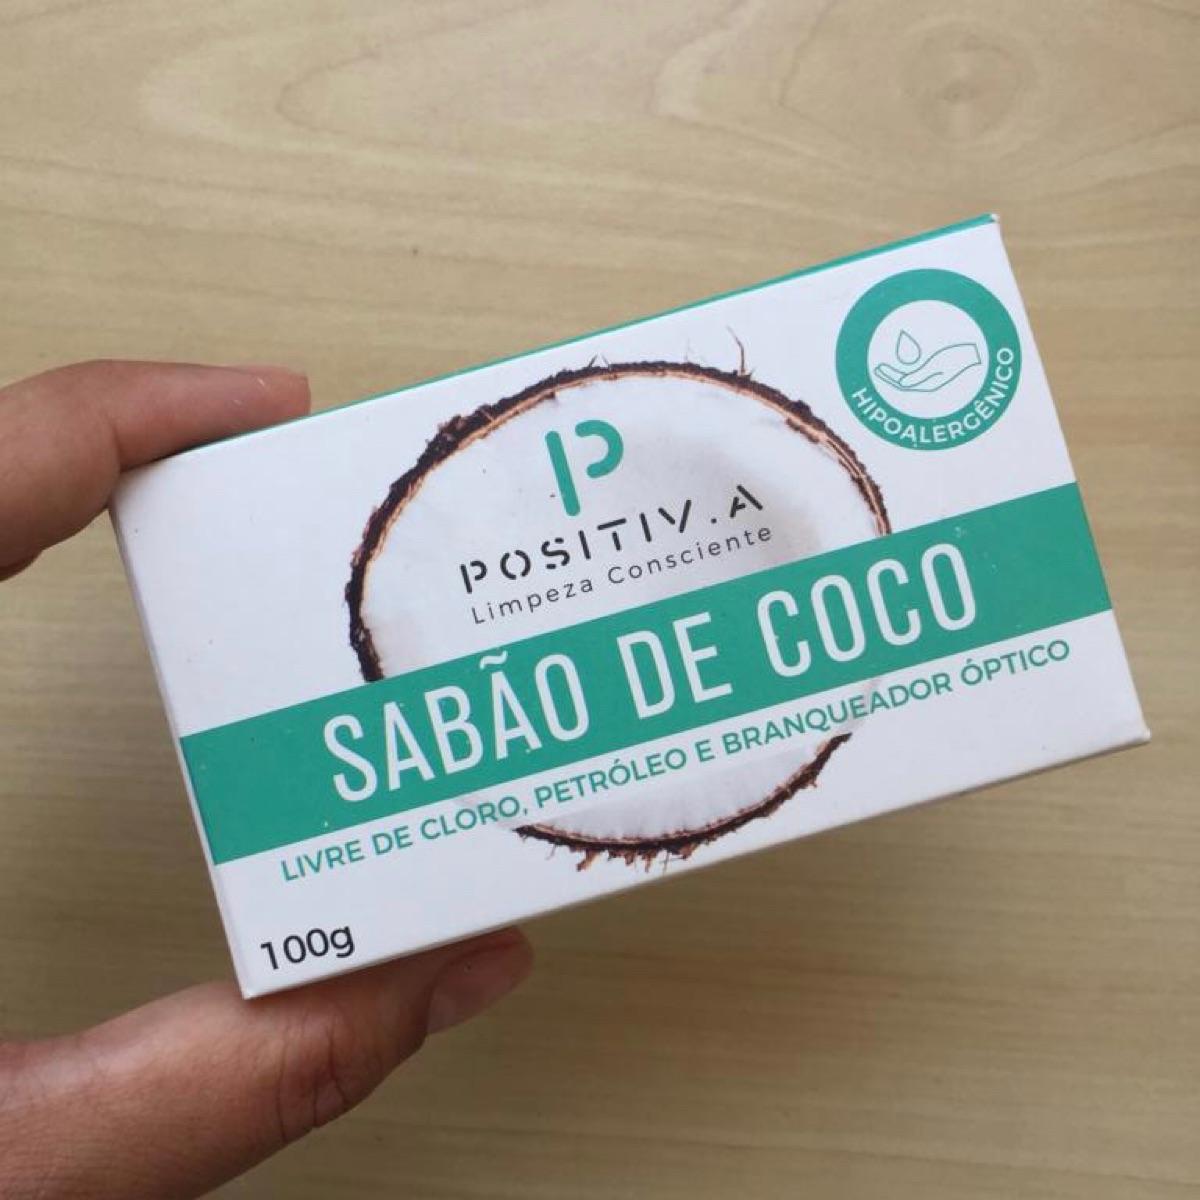 HIPOALERGÊNICO
P
POSITIV.A
Limpeza Consciente
SABÃO DE COCO
LIVRE DE CLORO, PETRÓLEO E BRANQUEADOR ÓPTICO
100g